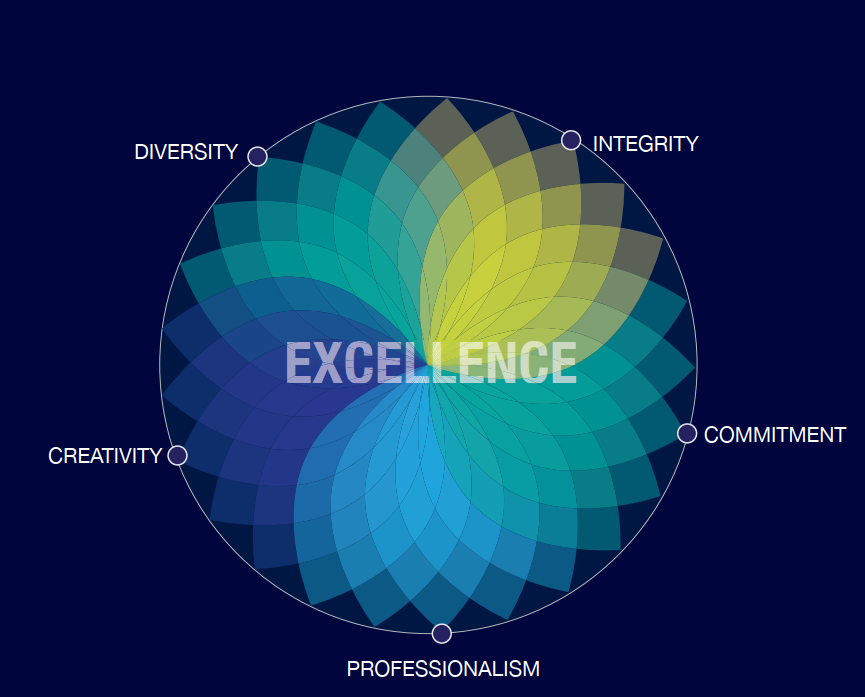 INTEGRITY
DIVERSITY
EXCELLENCE
COMMITMENT
CREATIVITY
PROFESSIONALISM